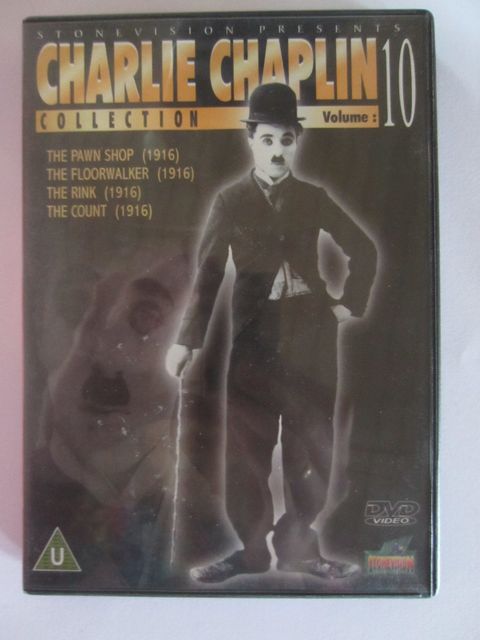 STONEVISION PRESENTS
CHARLIE CHAPLIN
COLLECTION Volume: 10
THE PAWN SHOP (1916)
THE FLOORWALKER (1916)
THE RINK (1916)
THE COUNT (1916)
DVD
VIDEO
U
STONEVISION